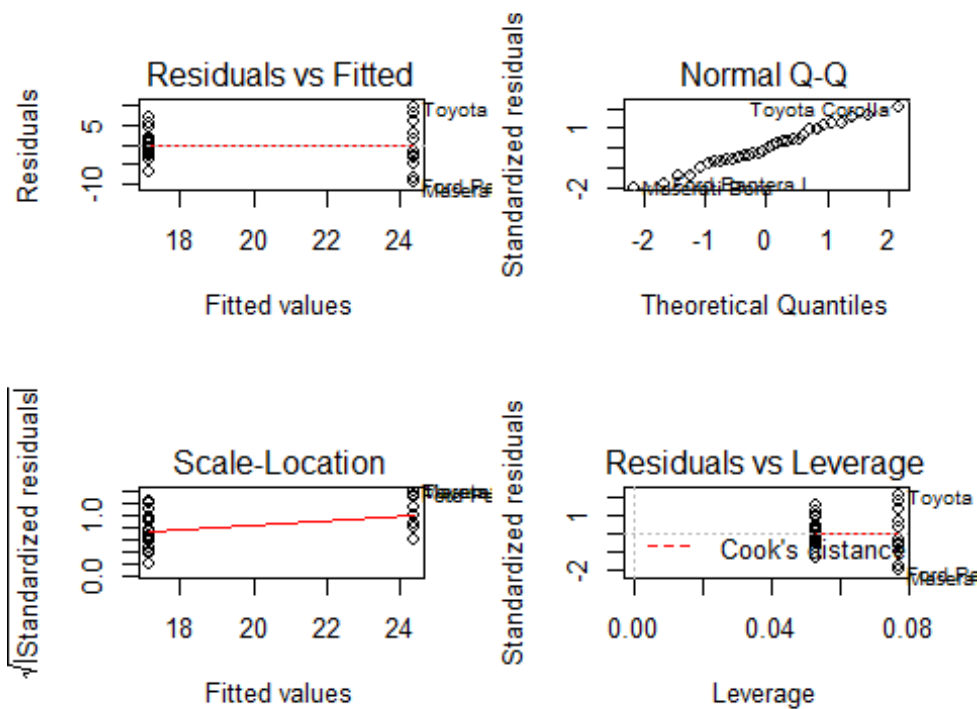 Residuals vs Fitted
Residuals
5
-10
Toyota
18 20 22 24
Fitted values
Normal Q-Q
Standardized residuals
1
-2
Toyota Corolla
Ford Pantera L
Maserati Bora
-2 -1 0 1 2
Theoretical Quantiles
Scale-Location
√|Standardized residuals|
1.0
0.0
18 20 22 24
Fitted values
Residuals vs Leverage
Standardized residuals
1
-2
Toyota
Cook's distance
0.00 0.04 0.08
Leverage